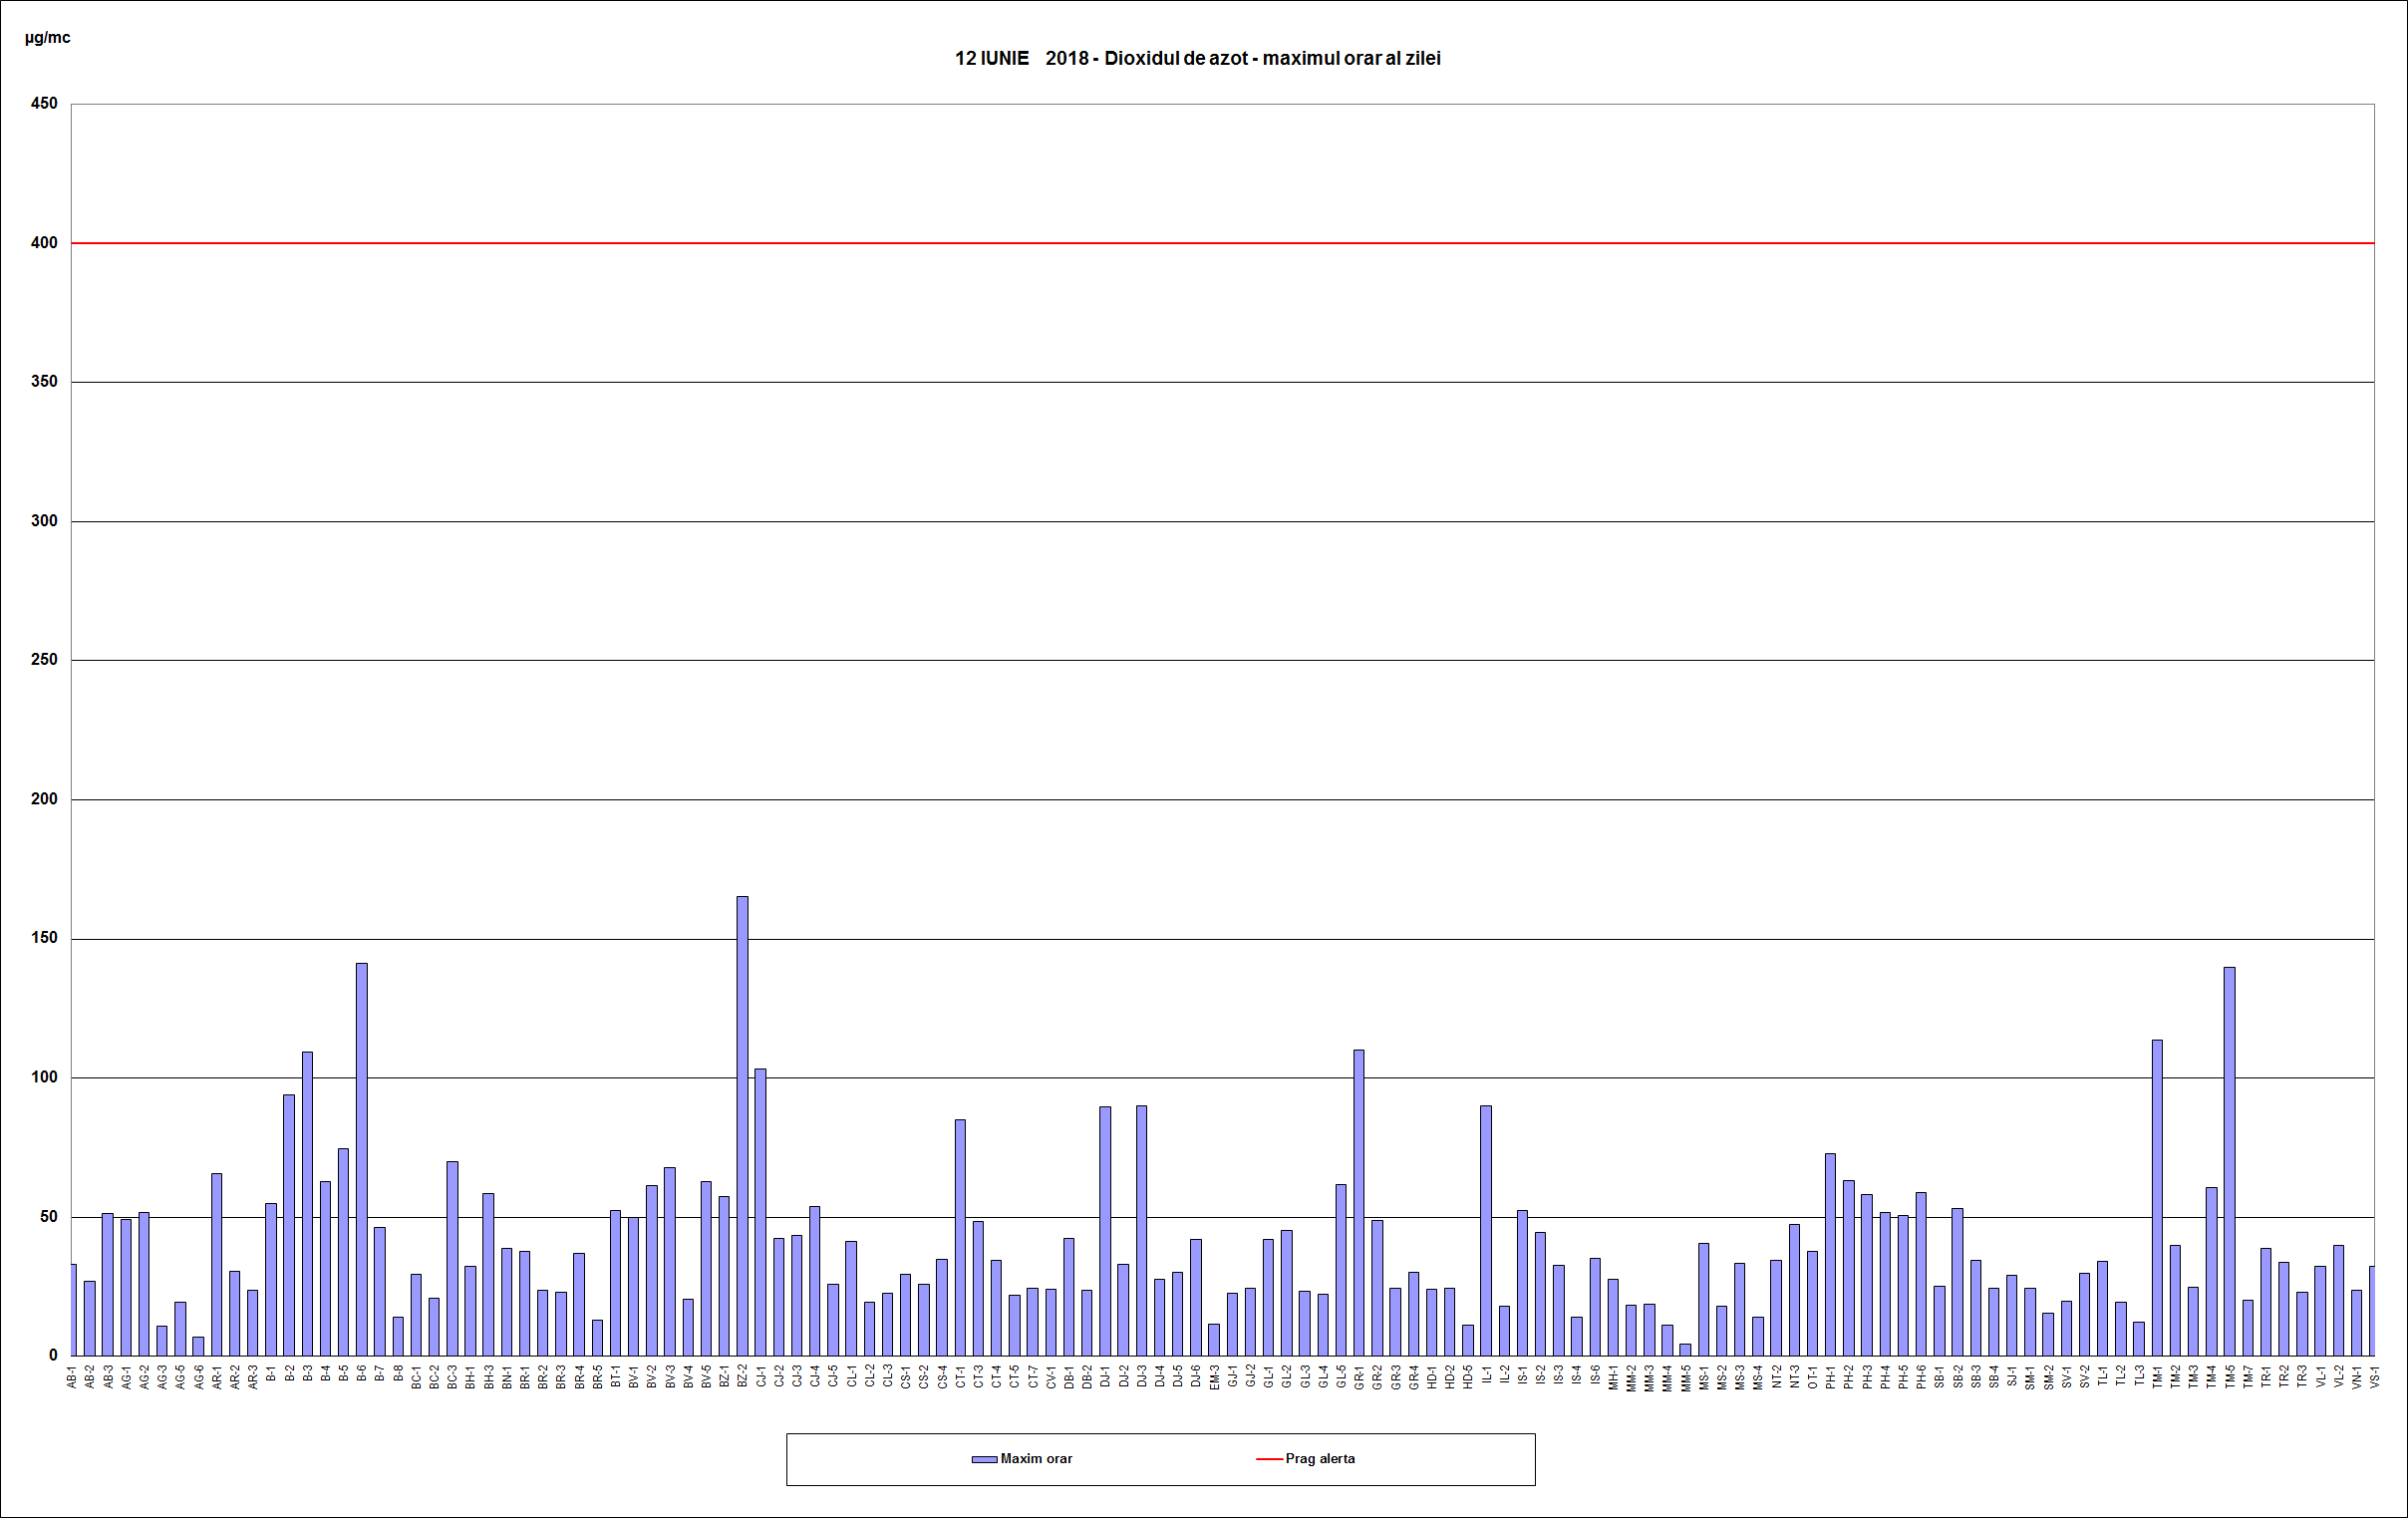 µg/mc
12 IUNIE 2018 - Dioxidul de azot - maximul orar al zilei
450
400
350
300
250
200
150
100
50
0
AB-1 AB-2 AB-3 AG-1 AG-2 AG-3 AG-5 AG-6 AR-1 AR-2 AR-3 B-1 B-2 B-3 B-4 B-5 B-6 B-7 B-8 BC-1 BC-2 BC-3 BH-1 BH-3 BN-1 BR-1 BR-2 BR-3 BR-4 BR-5 BT-1 BV-1 BV-2 BV-3 BV-4 BV-5 BZ-1 BZ-2 CJ-1 CJ-2 CJ-3 CJ-4 CJ-5 CL-1 CL-2 CL-3 CS-1 CS-2 CS-4 CT-1 CT-3 CT-4 CT-5 CT-7 CV-1 DB-1 DB-2 DJ-1 DJ-2 DJ-3 DJ-4 DJ-5 DJ-6 EM-3 GJ-1 GJ-2 GL-1 GL-2 GL-3 GL-4 GL-5 GR-1 GR-2 GR-3 GR-4 HD-1 HD-2 HD-5 IL-1 IL-2 IS-1 IS-2 IS-3 IS-4 IS-6 MH-1 MM-2 MM-3 MM-4 MM-5 MS-1 MS-2 MS-3 MS-4 NT-2 NT-3 OT-1 PH-1 PH-2 PH-3 PH-4 PH-5 PH-6 SB-1 SB-2 SB-3 SB-4 SJ-1 SM-1 SM-2 SV-1 SV-2 TL-1 TL-2 TL-3 TM-1 TM-2 TM-3 TM-4 TM-5 TM-7 TR-1 TR-2 TR-3 VL-1 VL-2 VN-1 VS-1
Maxim orar Prag alerta